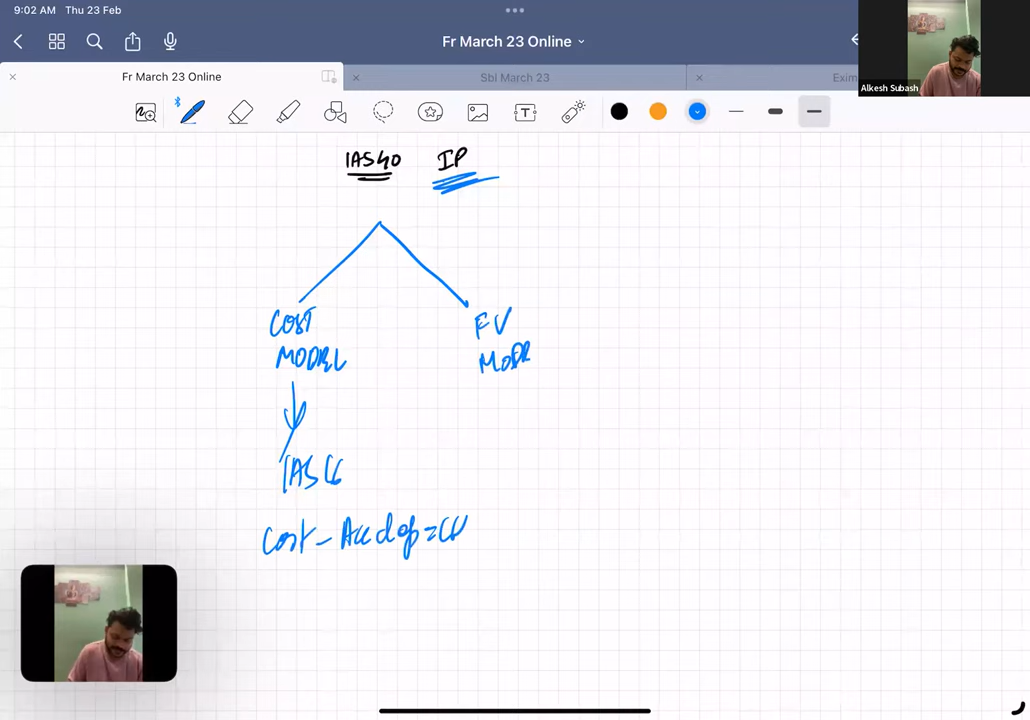 9:02 AM Thu 23 Feb
Fr March 23 Online
Fr March 23 Online
Sbl March 23
Exim
Alkesh Subash
IAS40 IP
COST FV
MODEL MODEL
IAS16
Cost - Acc dep = CV